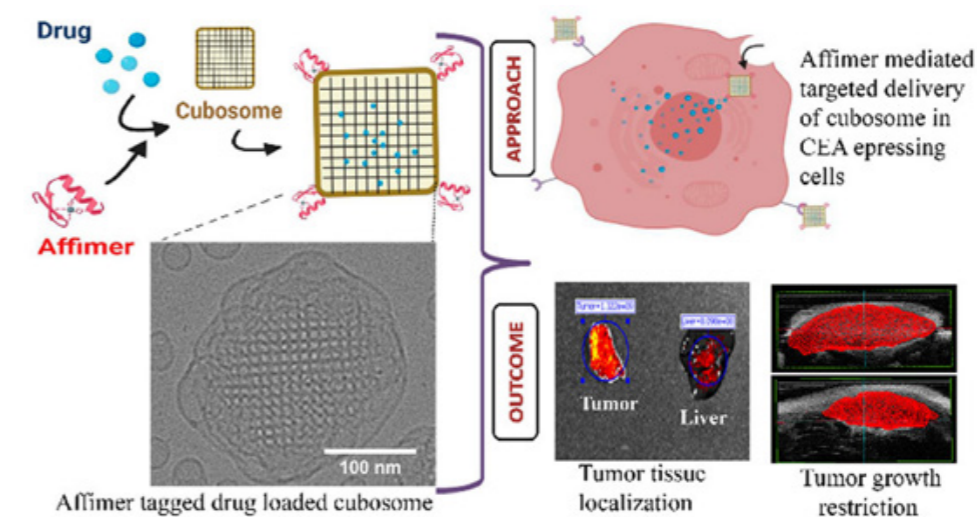 Drug
Cubosome
Affimer
100 nm
Affimer tagged drug loaded cubosome
APPROACH
Affimer mediated
targeted delivery
of cubosome in
CEA epressing
cells
OUTCOME
Tumor
Liver
Tumor tissue
localization
Tumor growth
restriction